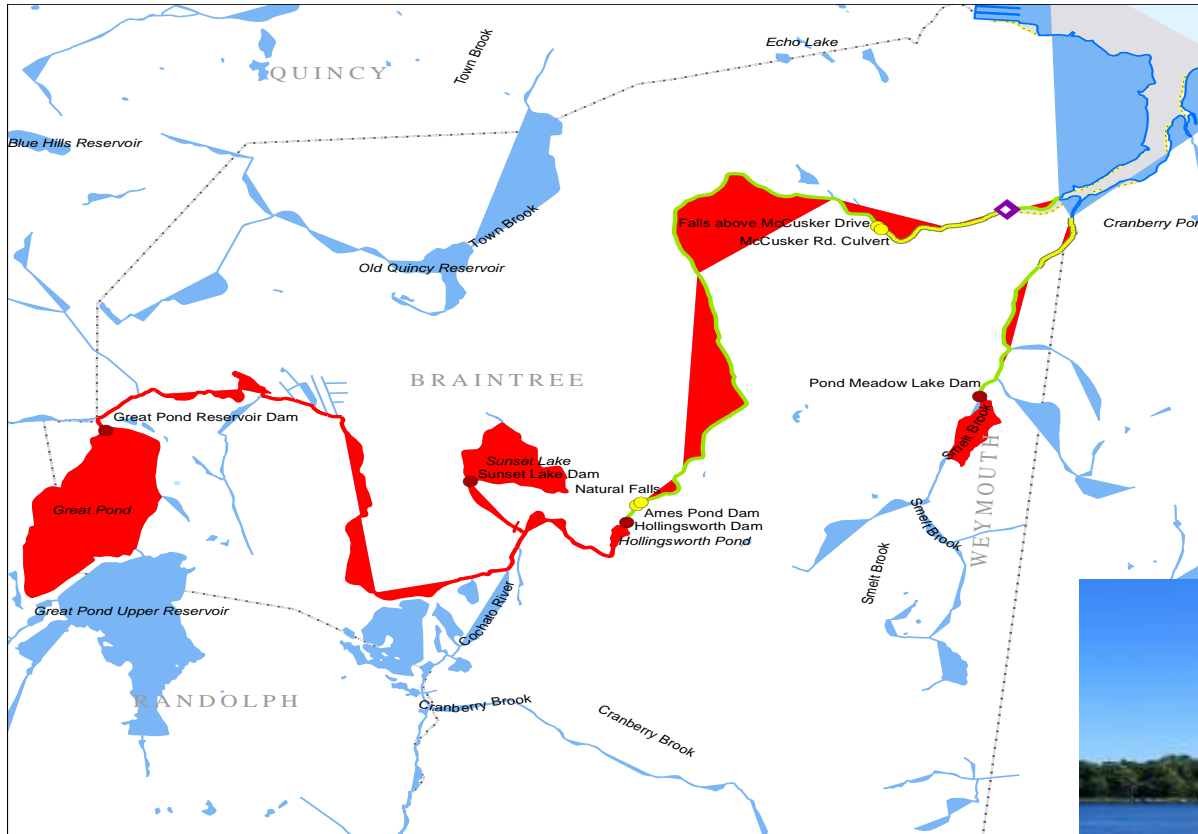 Town Brook
Echo Lake
QUINCY
Blue Hills Reservoir
Town Brook
Falls above McCusker Drive
McCusker Rd. Culvert
Old Quincy Reservoir
BRAINTREE
Pond Meadow Lake Dam
Great Pond Reservoir Dam
Smelt Brook
WEYMOUTH
Sunset Lake
Sunset Lake Dam
Natural Falls
Great Pond
Ames Pond Dam
Hollingsworth Dam
Hollingsworth Pond
Smelt Brook
Smelt Brook
Great Pond Upper Reservoir
Cochato River
RANDOLPH
Cranberry Brook
Cranberry Brook